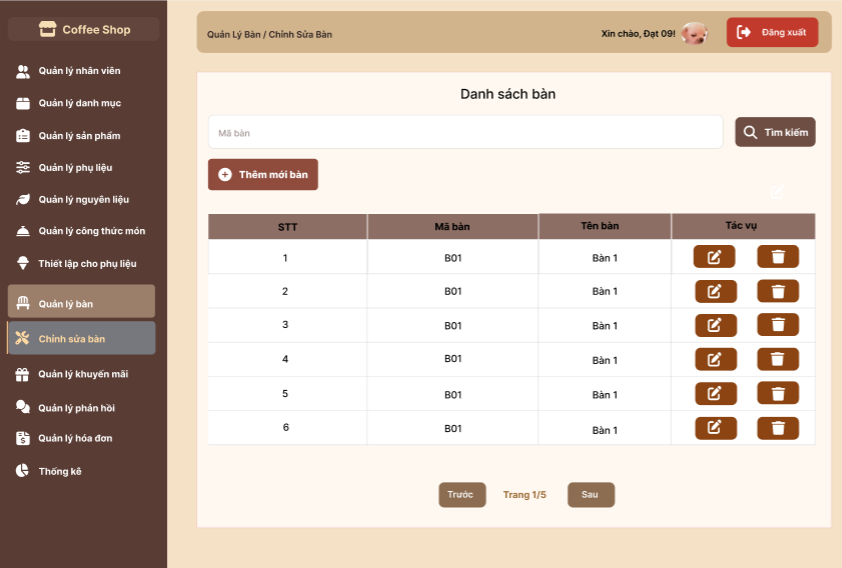 Coffee Shop
Quản lý nhân viên
Quản lý danh mục
Quản lý sản phẩm
Quản lý phụ liệu
Quản lý nguyên liệu
Quản lý công thức món
Thiết lập cho phụ liệu
Quản lý bàn
Chỉnh sửa bàn
Quản lý khuyến mãi
Quản lý phản hồi
Quản lý hóa đơn
Thống kê
Quản Lý Bàn / Chỉnh Sửa Bàn
Xin chào, Đạt 09!
Đăng xuất
Danh sách bàn
Mã bàn
Tìm kiếm
Thêm mới bàn
STT Mã bàn Tên bàn Tác vụ
1 B01 Bàn 1
2 B01 Bàn 1
3 B01 Bàn 1
4 B01 Bàn 1
5 B01 Bàn 1
6 B01 Bàn 1
Trước Trang 1/5 Sau